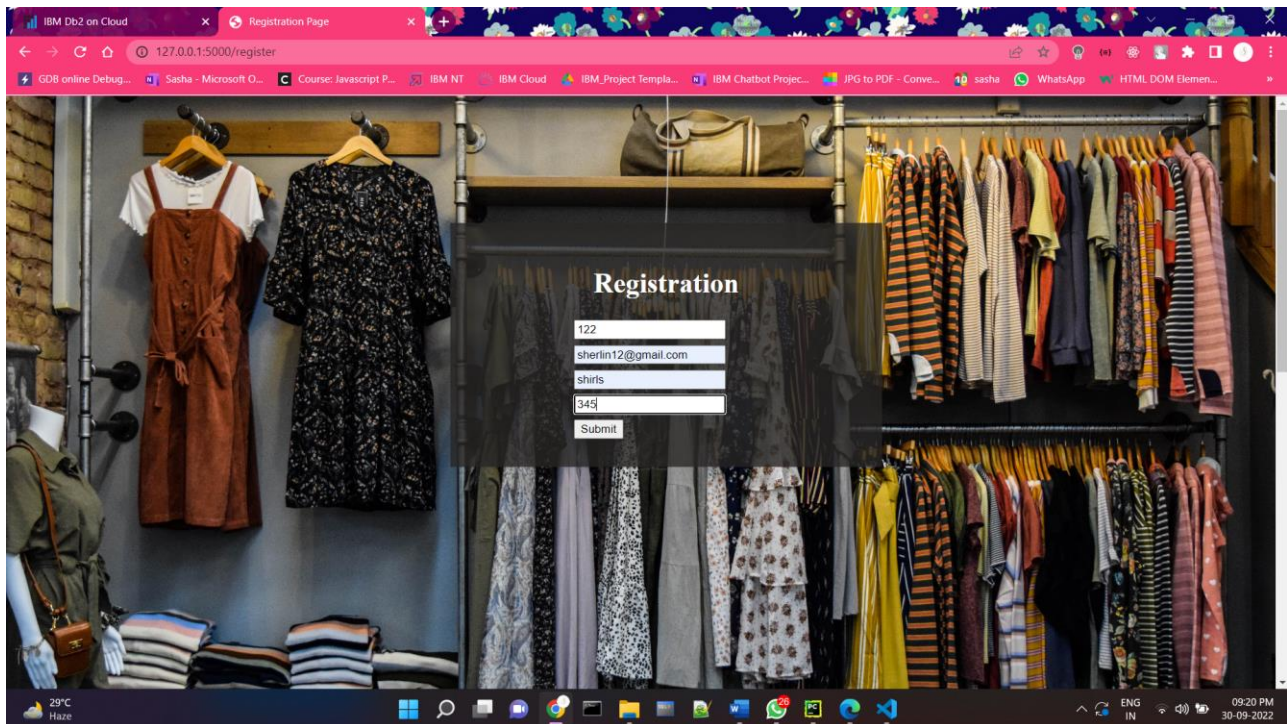 IBM Db2 on Cloud
Registration Page
127.0.0.1:5000/register
GDB online Debug...
Sasha - Microsoft O...
Course: Javascript P...
IBM NT
IBM Cloud
IBM_Project Templa...
IBM Chatbot Projec...
JPG to PDF - Conve...
sasha
WhatsApp
HTML DOM Elemen...
»
Registration
122
sherlin12@gmail.com
shirls
345
Submit
29°C
Haze
26
ENG
IN
09:20 PM
30-09-2022